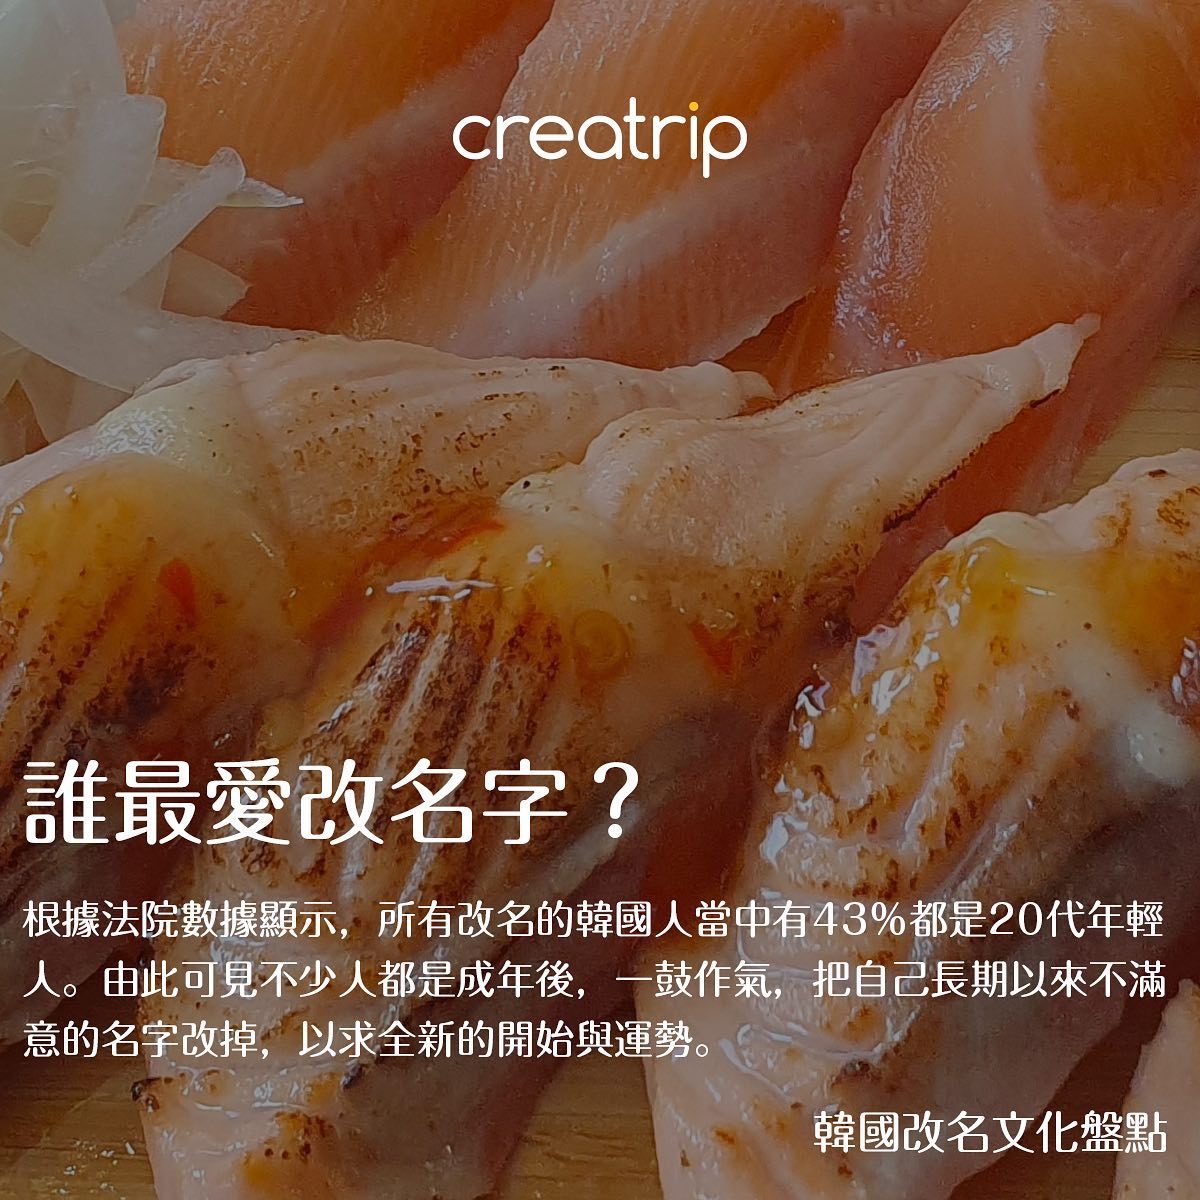 creatrip
誰最愛改名字？
根據法院數據顯示，所有改名的韓國人當中有43%都是20代年輕
人。由此可見不少人都是成年後，一鼓作氣，把自己長期以來不滿
意的名字改掉，以求全新的開始與運勢。
韓國改名文化盤點